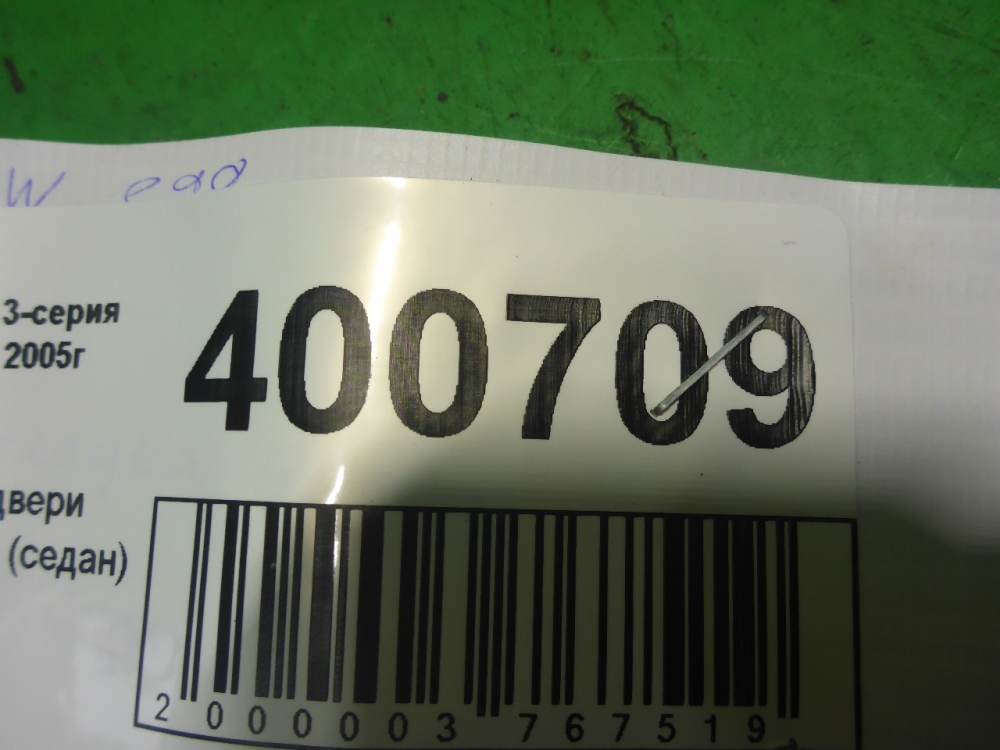 3-серия
2005г
400709
двери
(седан)
2 000003 767519